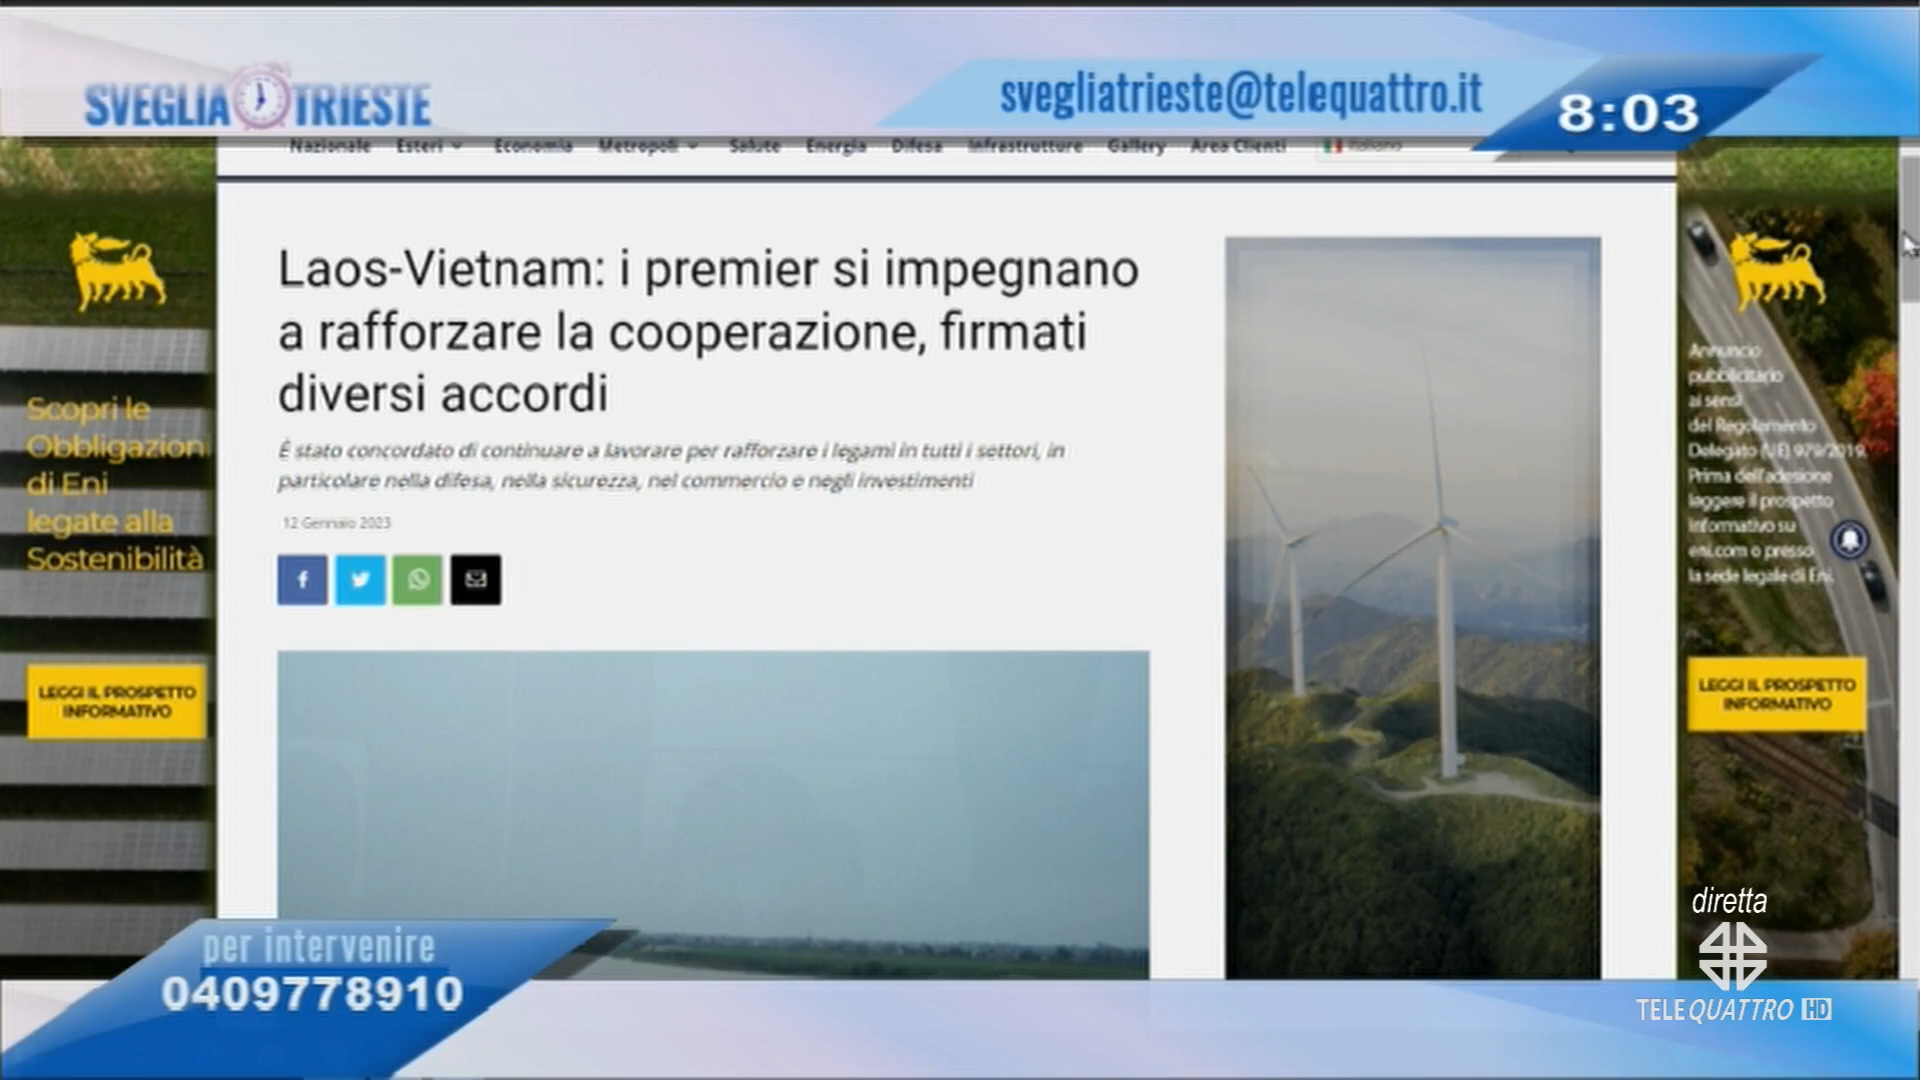 SVEGLIA TRIESTE
svegliatrieste@telequattro.it
8:03
Nazionale Esteri Economia Metropoli Salute Energia Difesa Infrastrutture Gallery Area Clienti Italiano
Laos-Vietnam: i premier si impegnano
a rafforzare la cooperazione, firmati
diversi accordi
È stato concordato di continuare a lavorare per rafforzare i legami in tutti i settori, in
particolare nella difesa, nella sicurezza, nel commercio e negli investimenti
12 Gennaio 2023
Scopri le
Obbligazion
di Eni
legate alla
Sostenibilità
LEGGI IL PROSPETTO
INFORMATIVO
Annuncio
pubblicitario
ai sensi
del Regolamento
Delegato (UE) 979/2019.
Prima dell'adesione
leggere il prospetto
informativo su
eni.com o presso
la sede legale di Eni.
LEGGI IL PROSPETTO
INFORMATIVO
per intervenire
0409778910
diretta
TELEQUATTRO HD